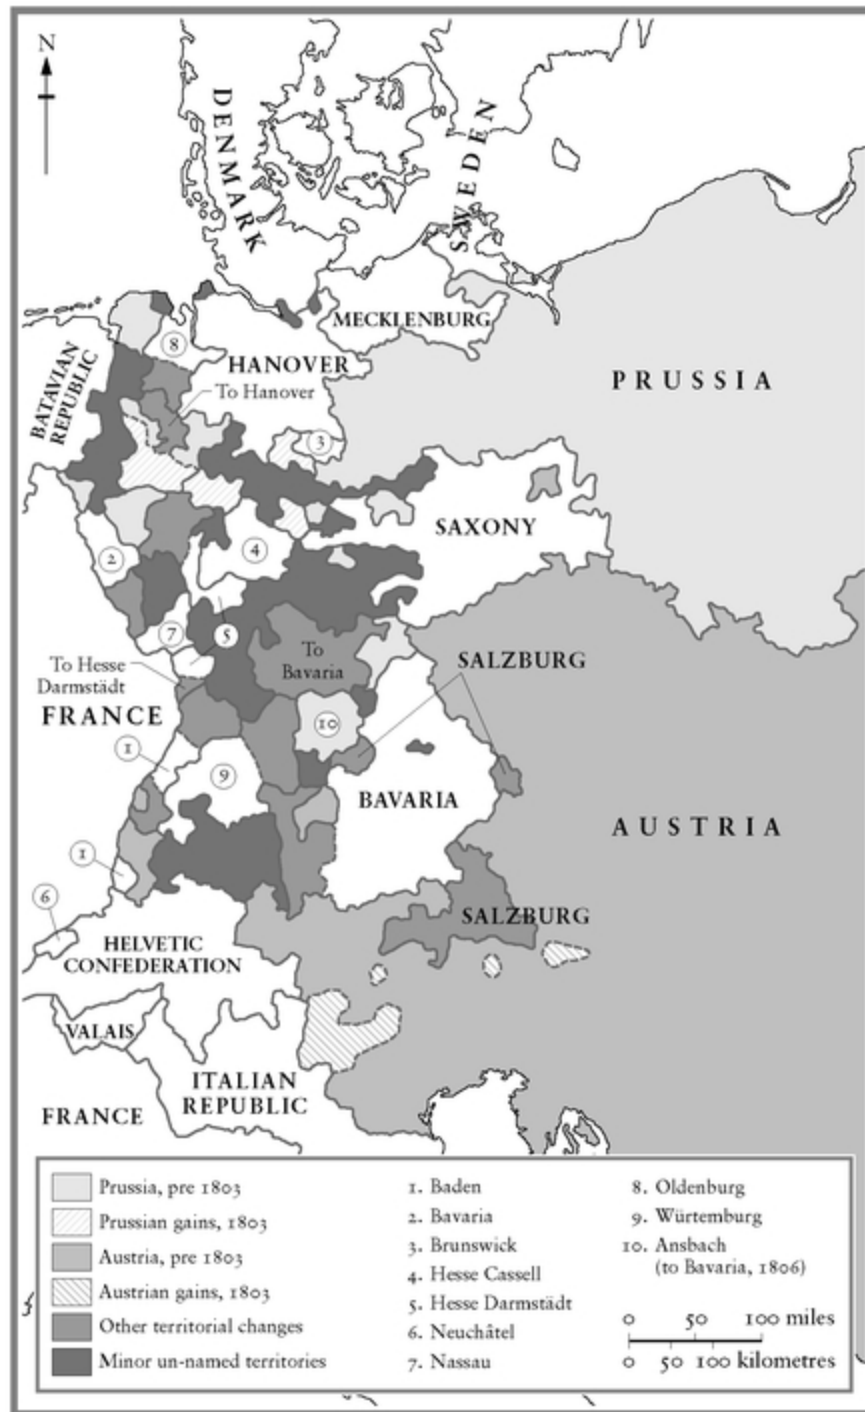 N
DENMARK
SWEDEN
MECKLENBURG
8
HANOVER
To Hanover
BATAVIAN
REPUBLIC
PRUSSIA
3
SAXONY
2
4
7
5
To
Bavaria
To Hesse
Darmstädt
SALZBURG
FRANCE
10
1
9
BAVARIA
AUSTRIA
1
6
SALZBURG
HELVETIC
CONFEDERATION
VALAIS
ITALIAN
REPUBLIC
FRANCE
Prussia, pre 1803
Prussian gains, 1803
Austria, pre 1803
Austrian gains, 1803
Other territorial changes
Minor un-named territories
1. Baden
2. Bavaria
3. Brunswick
4. Hesse Cassell
5. Hesse Darmstädt
6. Neuchâtel
7. Nassau
8. Oldenburg
9. Würtemburg
10. Ansbach
(to Bavaria, 1806)
0 50 100 miles
0 50 100 kilometres